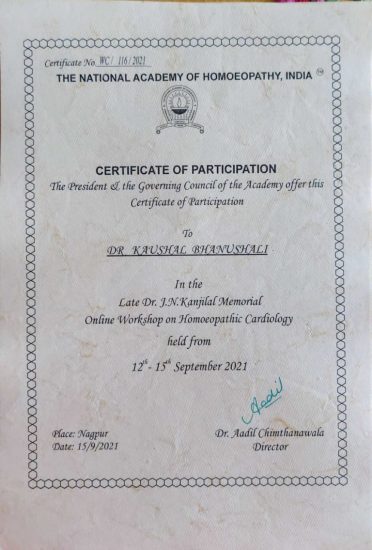 Certificate No. WC/ 116/2021
THE NATIONAL ACADEMY OF HOMOEOPATHY, INDIA TM
CERTIFICATE OF PARTICIPATION
The President & the Governing Council of the Academy offer this
Certificate of Participation
To
DR KAUSHAL BHANUSHALI
In the
Late Dr. J.N.Kanjilal Memorial
Online Workshop on Homoeopathic Cardiology
held from
12th - 15th September 2021
Aadil
Place: Nagpur
Date: 15/9/2021
Dr. Aadil Chimthanawala
Director